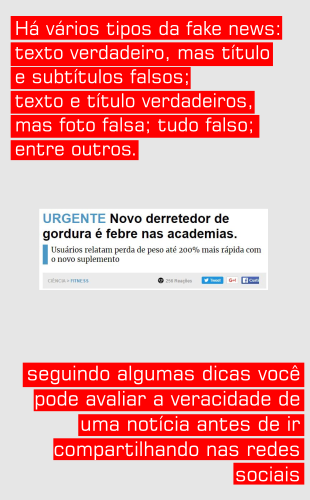 Há vários tipos da fake news:
texto verdadeiro, mas título
e subtítulos falsos;
texto e título verdadeiros,
mas foto falsa; tudo falso;
entre outros.
URGENTE Novo derretedor de
gordura é febre nas academias.
Usuários relatam perda de peso até 200% mais rápida com
o novo suplemento
CIÊNCIA > FITNESS
Reações
Tweet
G+
seguindo algumas dicas você
pode avaliar a veracidade de
uma notícia antes de ir
compartilhando nas redes
sociais